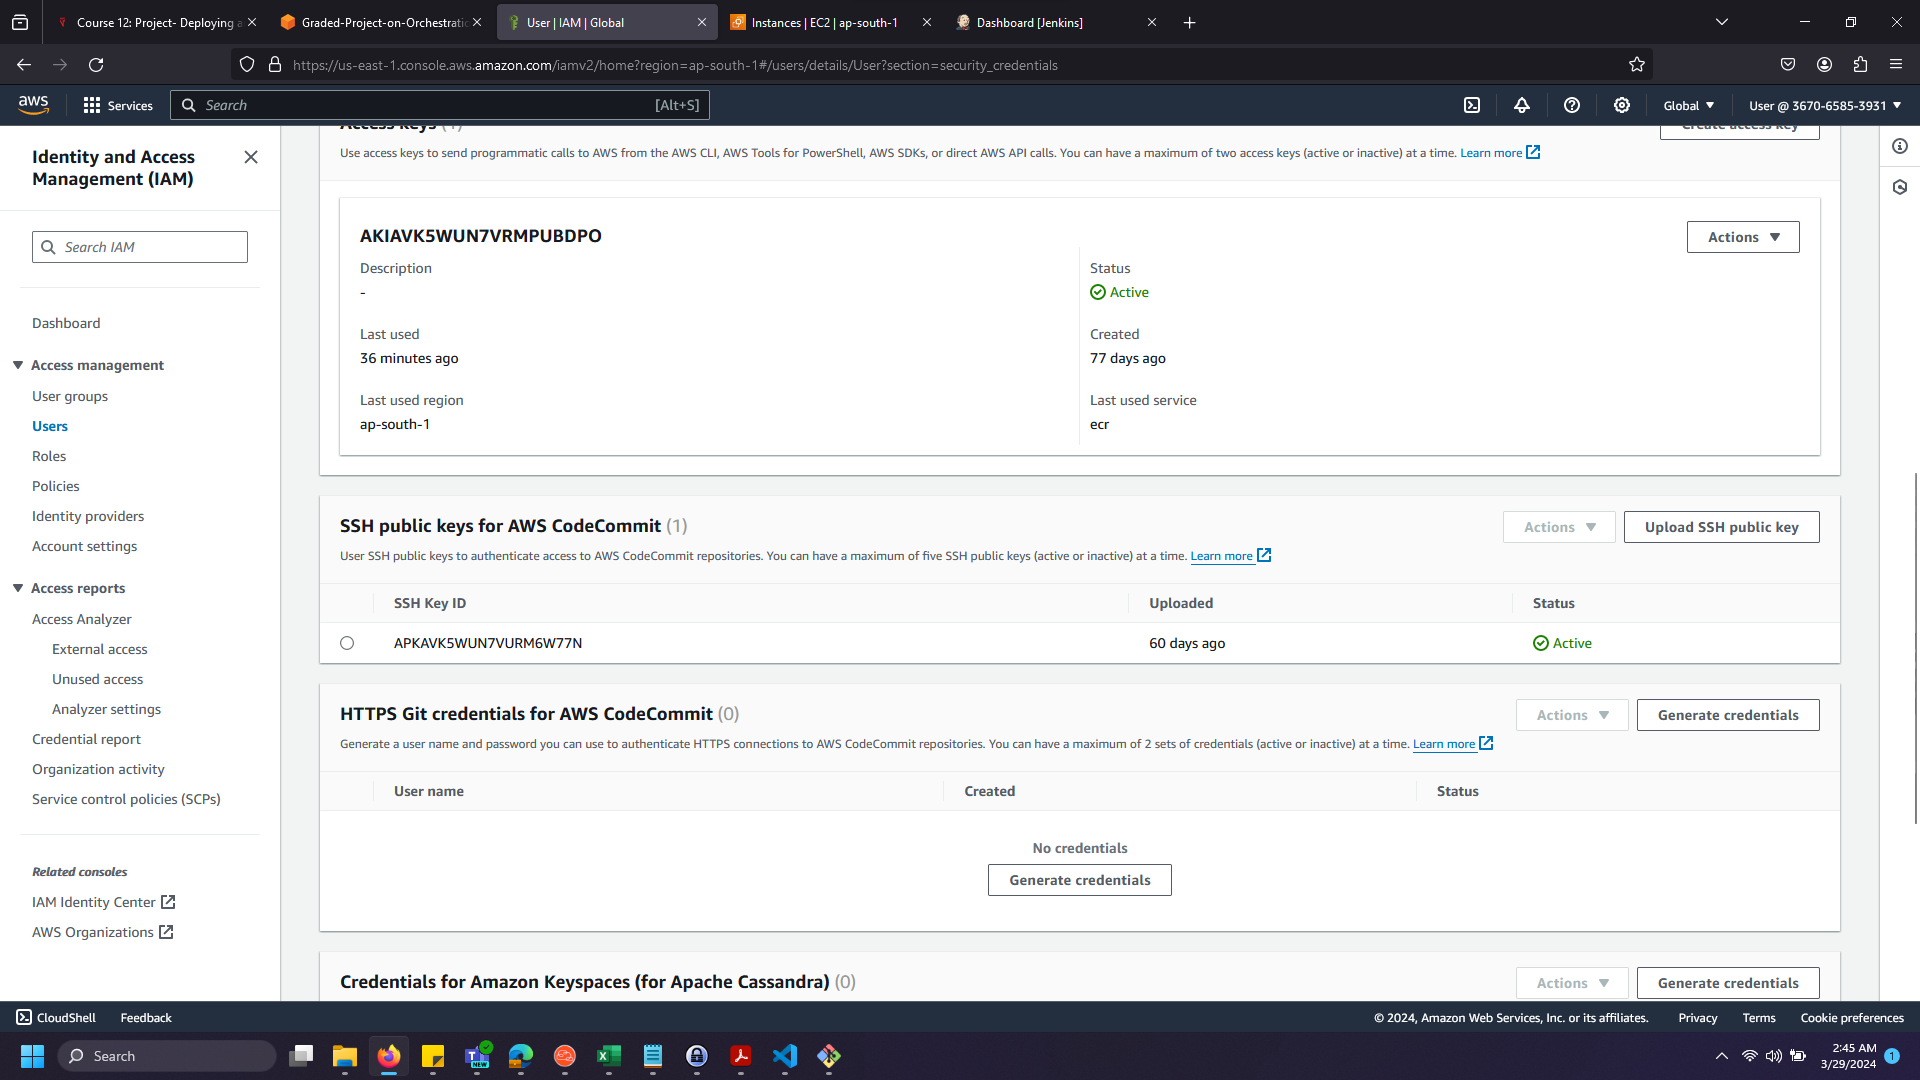 Course 12: Project- Deploying a
Graded-Project-on-Orchestratio
User | IAM | Global
Instances | EC2 | ap-south-1
Dashboard [Jenkins]
https://us-east-1.console.aws.amazon.com/iamv2/home?region=ap-south-1#/users/details/User?section=security_credentials
aws
Services
Search
[Alt+S]
Global
User @ 3670-6585-3931
Identity and Access
Management (IAM)
Search IAM
Dashboard
Access management
User groups
Users
Roles
Policies
Identity providers
Account settings
Access reports
Access Analyzer
External access
Unused access
Analyzer settings
Credential report
Organization activity
Service control policies (SCPs)
Related consoles
IAM Identity Center
AWS Organizations
Access keys (1)
Create access key
Use access keys to send programmatic calls to AWS from the AWS CLI, AWS Tools for PowerShell, AWS SDKs, or direct AWS API calls. You can have a maximum of two access keys (active or inactive) at a time. Learn more
AKIAVK5WUN7VRMPUBDPO
Actions
Description
-
Status
Active
Last used
36 minutes ago
Created
77 days ago
Last used region
ap-south-1
Last used service
ecr
SSH public keys for AWS CodeCommit (1)
Actions
Upload SSH public key
User SSH public keys to authenticate access to AWS CodeCommit repositories. You can have a maximum of five SSH public keys (active or inactive) at a time. Learn more
SSH Key ID
Uploaded
Status
APKAVK5WUN7VURM6W77N
60 days ago
Active
HTTPS Git credentials for AWS CodeCommit (0)
Actions
Generate credentials
Generate a user name and password you can use to authenticate HTTPS connections to AWS CodeCommit repositories. You can have a maximum of 2 sets of credentials (active or inactive) at a time. Learn more
User name
Created
Status
No credentials
Generate credentials
Credentials for Amazon Keyspaces (for Apache Cassandra) (0)
Actions
Generate credentials
CloudShell
Feedback
© 2024, Amazon Web Services, Inc. or its affiliates.
Privacy
Terms
Cookie preferences
Search
NEW
2:45 AM
3/29/2024
1